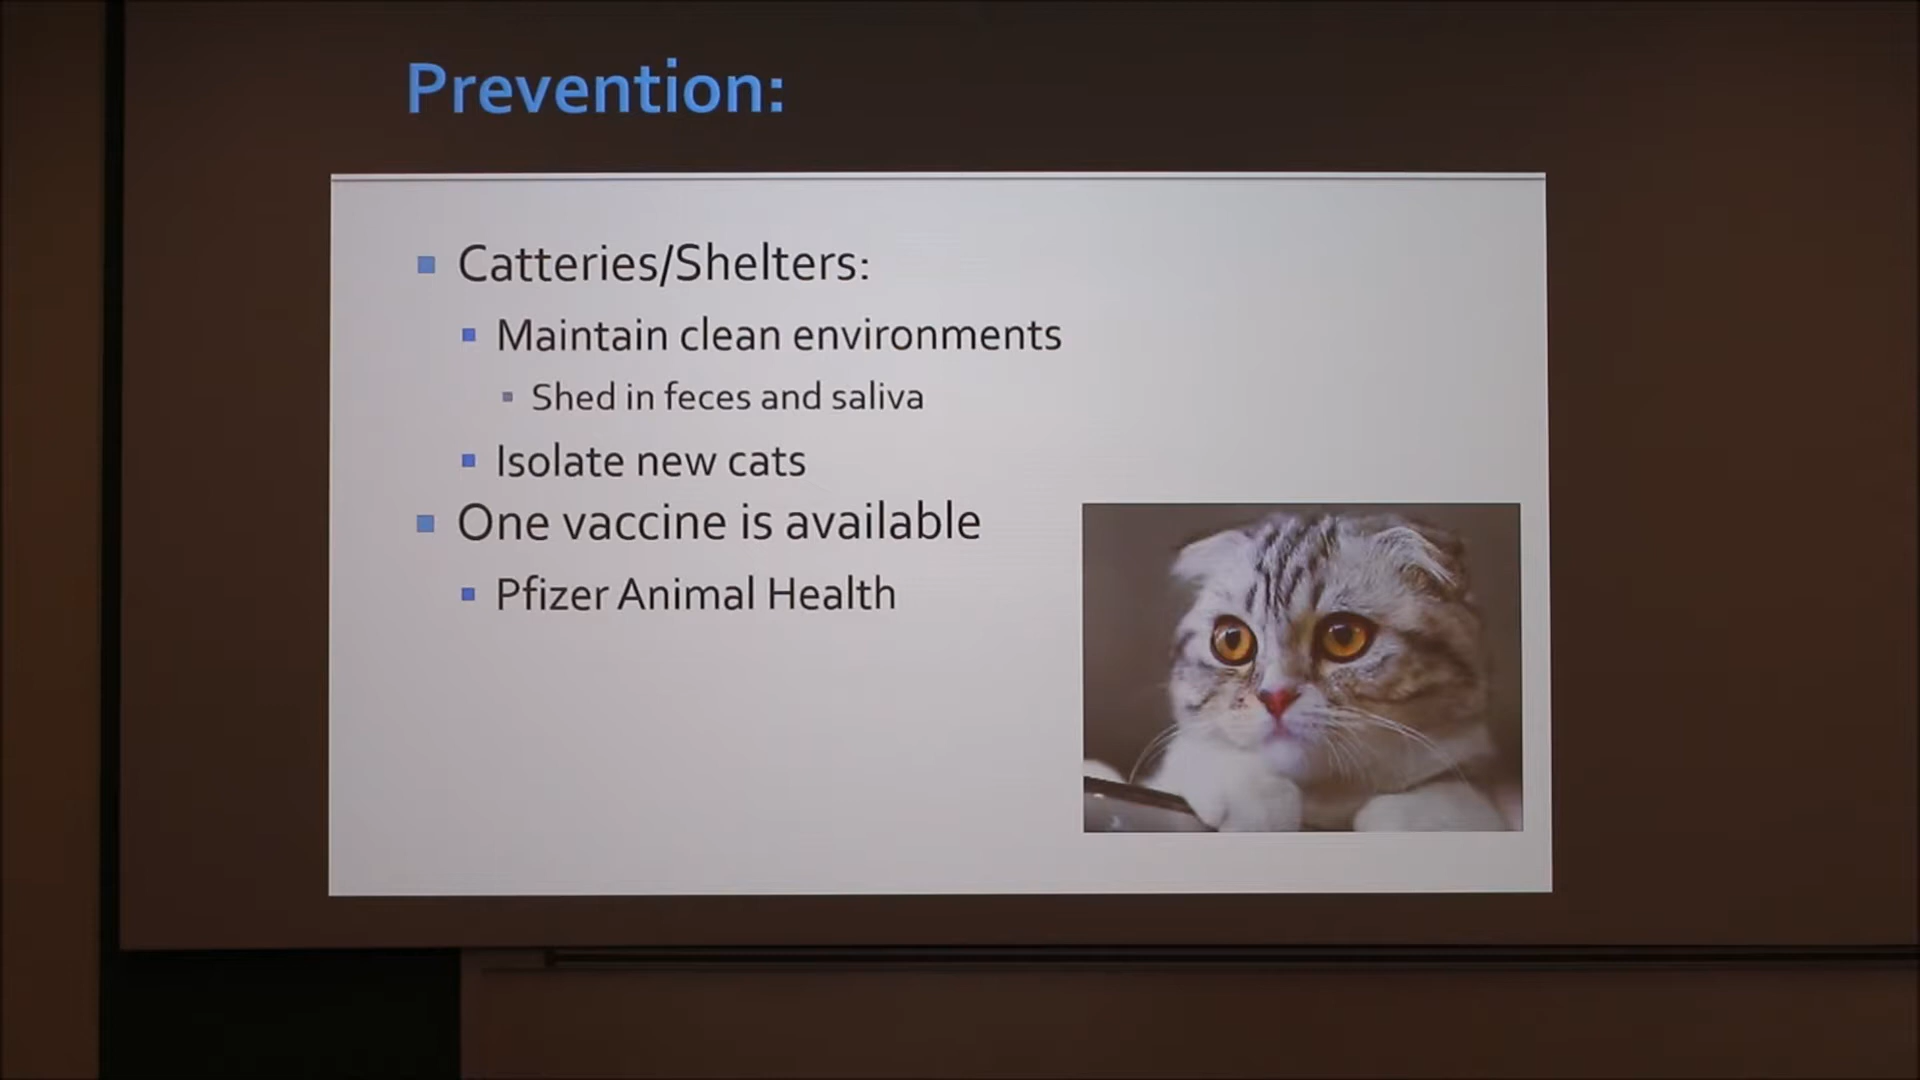 Prevention:
Catteries/Shelters:
Maintain clean environments
Shed in feces and saliva
Isolate new cats
One vaccine is available
Pfizer Animal Health